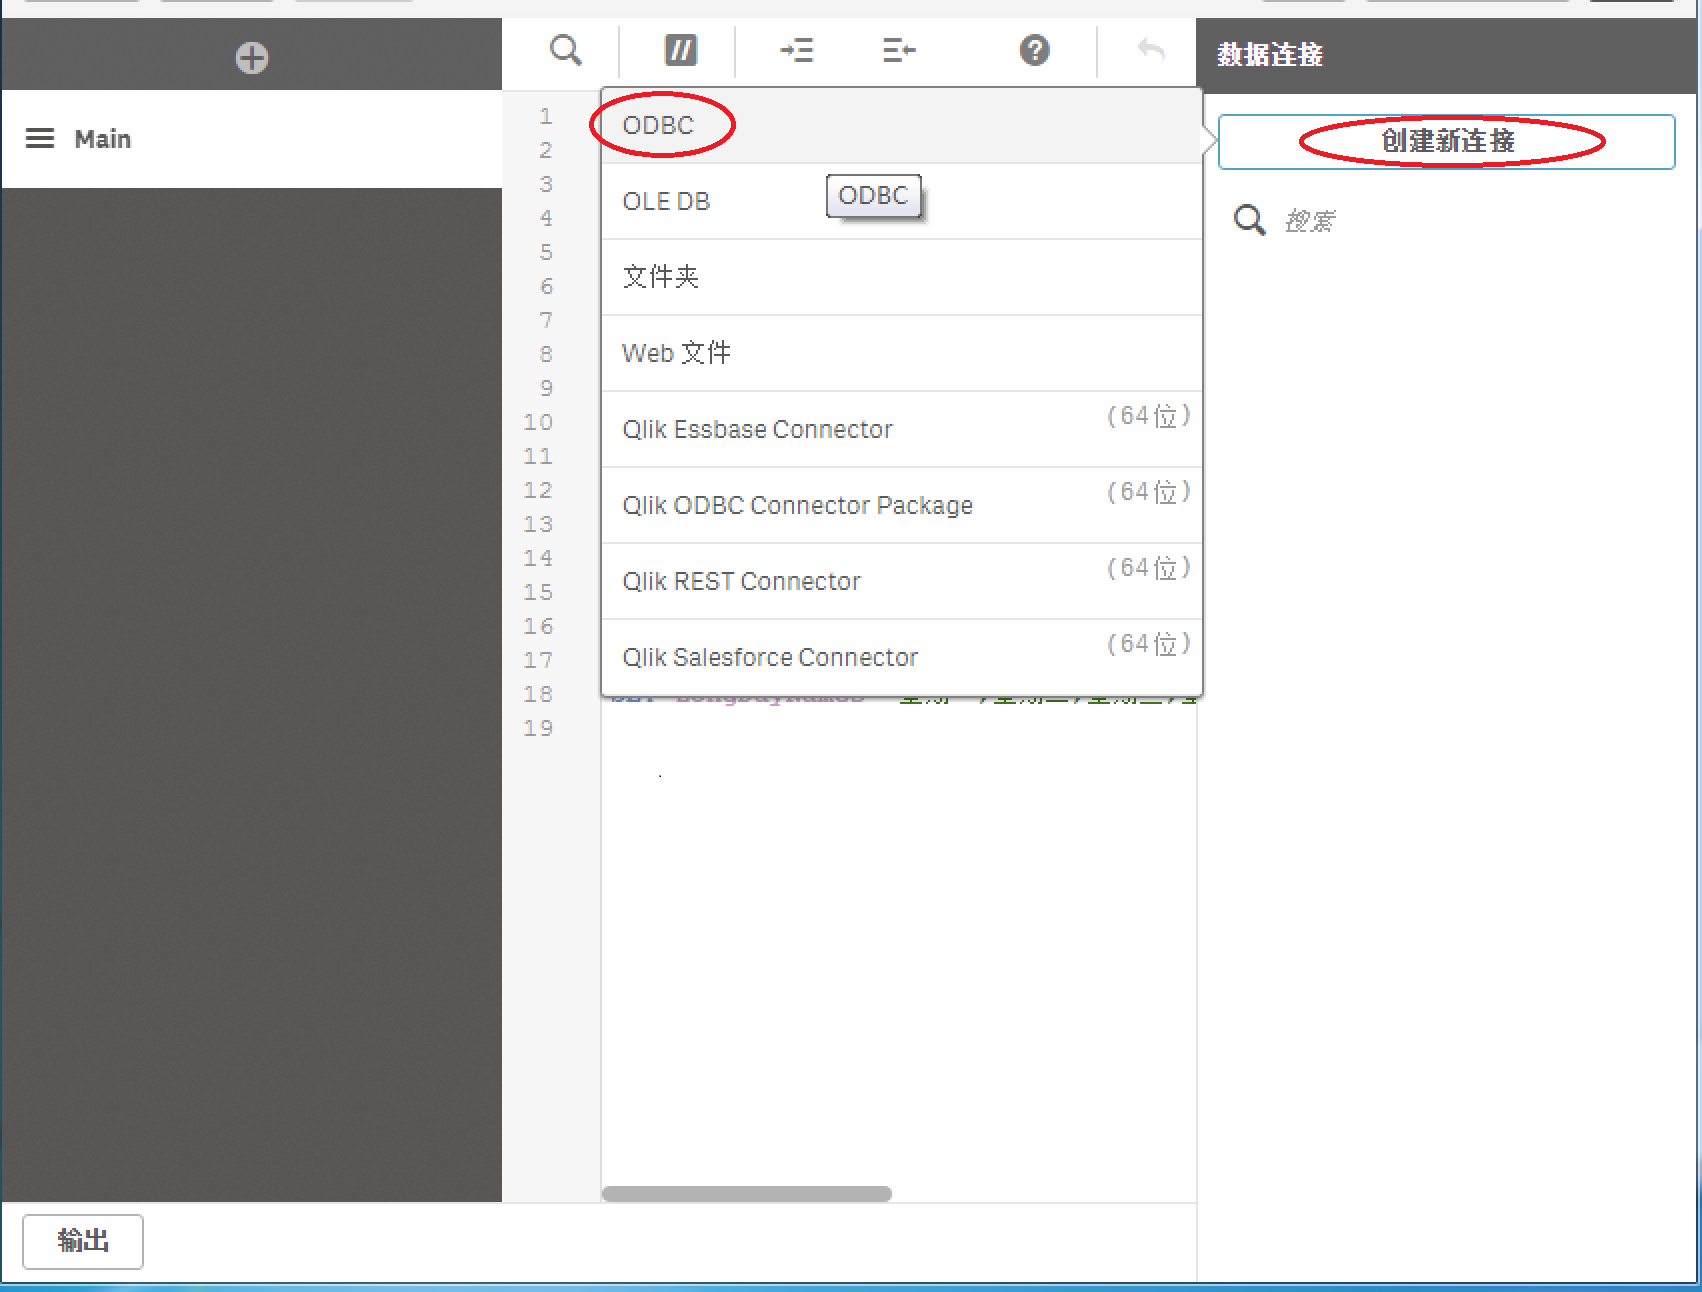 数据连接
Main
创建新连接
搜索
1
2
3
4
5
6
7
8
9
10
11
12
13
14
15
16
17
18
19
ODBC
ODBC
OLE DB
文件夹
Web 文件
Qlik Essbase Connector (64位)
Qlik ODBC Connector Package (64位)
Qlik REST Connector (64位)
Qlik Salesforce Connector (64位)
输出